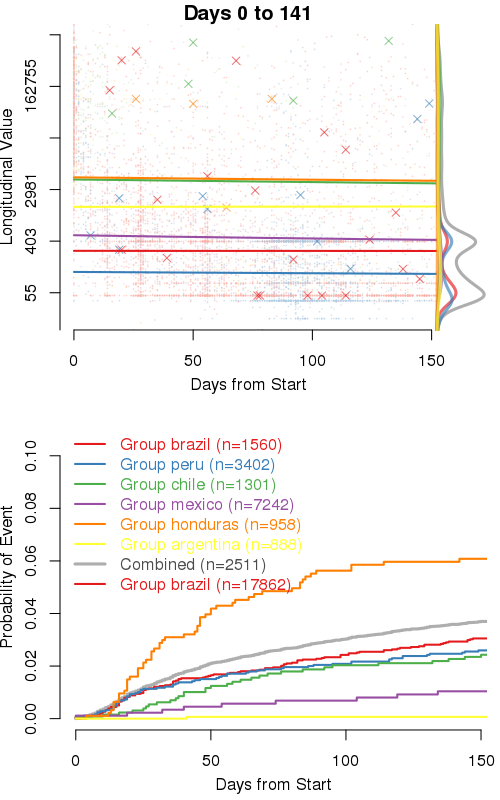 Days 0 to 141
Longitudinal Value
162755
2981
403
55
0
50
100
150
Days from Start
Probability of Event
0.10
0.08
0.06
0.04
0.02
0.00
Group brazil (n=1560)
Group peru (n=3402)
Group chile (n=1301)
Group mexico (n=7242)
Group honduras (n=958)
Group argentina (n=888)
Combined (n=2511)
Group brazil (n=17862)
0
50
100
150
Days from Start